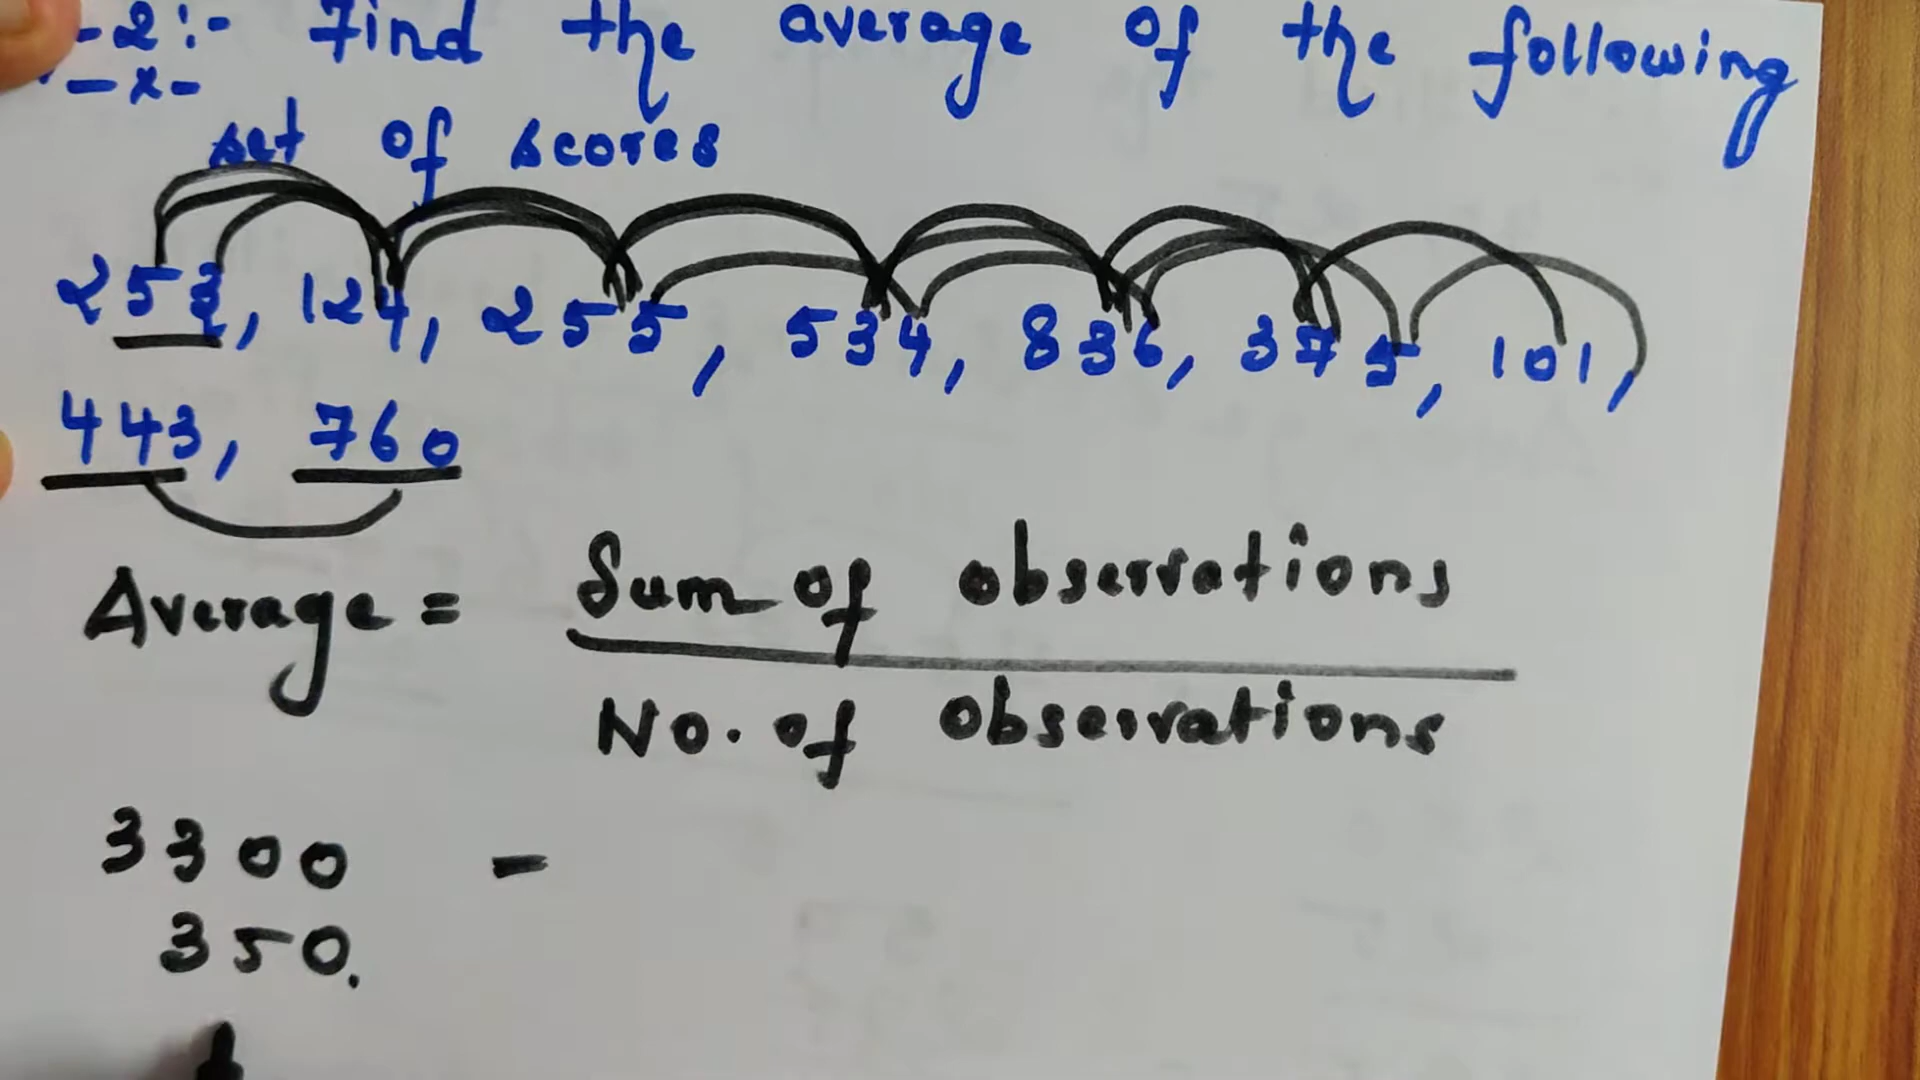 -2:- Find the average of the following
set of scores
253, 124, 255, 534, 836, 375, 101,
443, 760
Average = Sum of observations
No. of observations
3300 -
350.